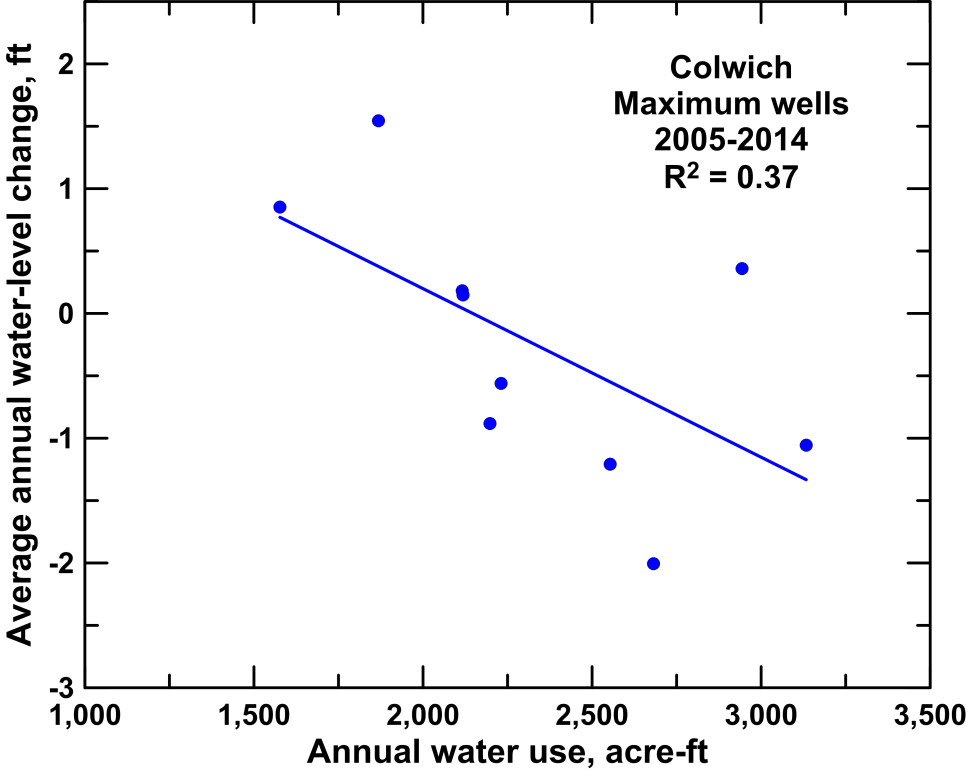 Colwich
Maximum wells
2005-2014
R² = 0.37
Average annual water-level change, ft
2
1
0
-1
-2
-3
1,000 1,500 2,000 2,500 3,000 3,500
Annual water use, acre-ft